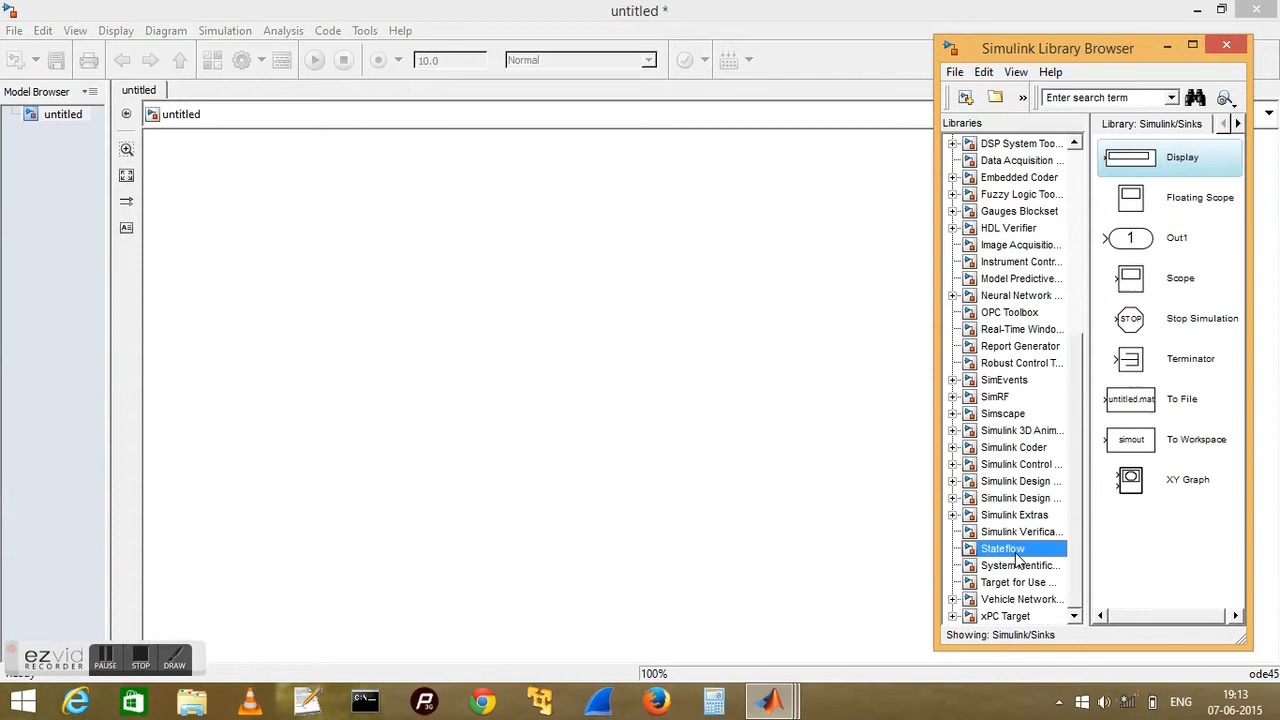 untitled *
File Edit View Display Diagram Simulation Analysis Code Tools Help
10.0
Normal
Model Browser
untitled
untitled
untitled
Simulink Library Browser
File Edit View Help
»
Enter search term
Libraries
Library: Simulink/Sinks
DSP System Too...
Data Acquisition ...
Embedded Coder
Fuzzy Logic Too...
Gauges Blockset
HDL Verifier
Image Acquisitio...
Instrument Contr...
Model Predictive...
Neural Network ...
OPC Toolbox
Real-Time Windo...
Report Generator
Robust Control T...
SimEvents
SimRF
Simscape
Simulink 3D Anim...
Simulink Coder
Simulink Control ...
Simulink Design ...
Simulink Design ...
Simulink Extras
Simulink Verifica...
Stateflow
System Identific...
Target for Use ...
Vehicle Network...
xPC Target
Display
Floating Scope
1 Out1
Scope
STOP Stop Simulation
Terminator
untitled.mat To File
simout To Workspace
XY Graph
Showing: Simulink/Sinks
ezvid
RECORDER
PAUSE STOP DRAW
100%
ode45
ENG
19:13
07-06-2015